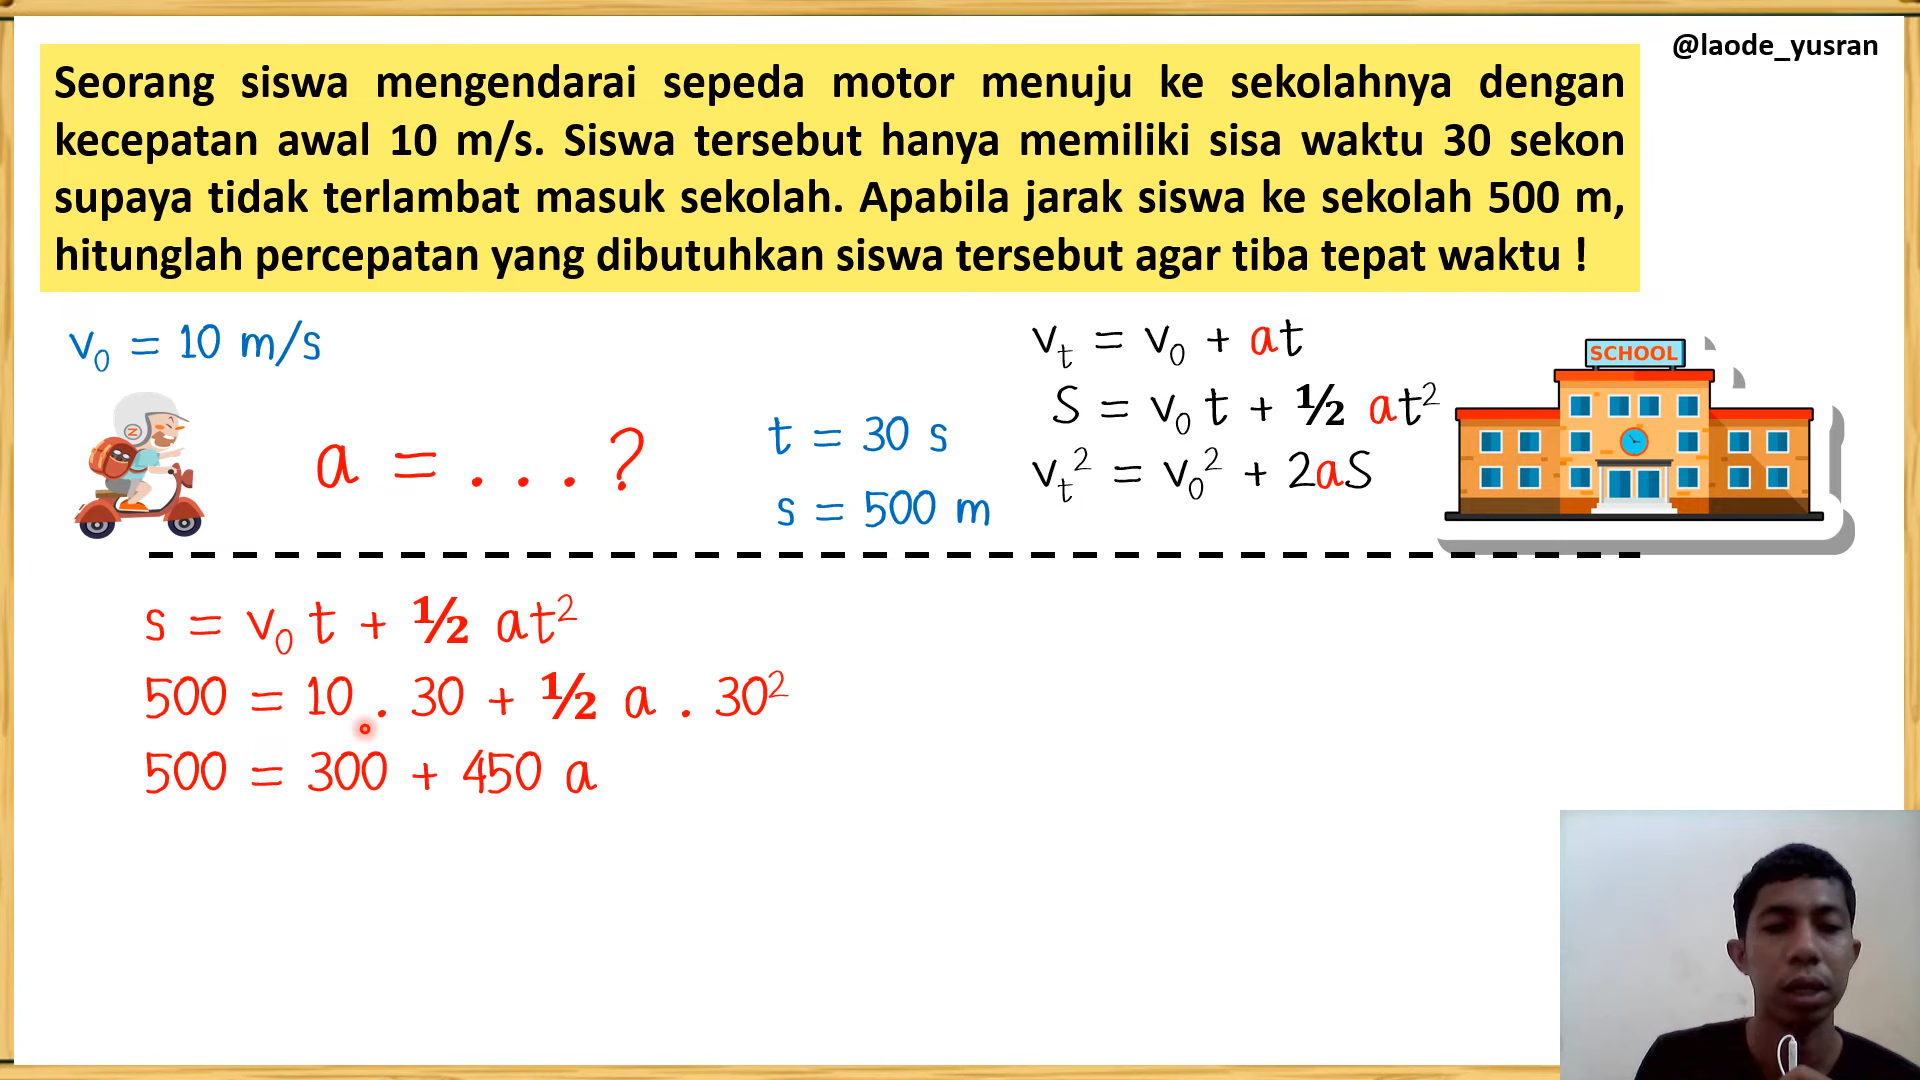 @laode_yusran
Seorang siswa mengendarai sepeda motor menuju ke sekolahnya dengan
kecepatan awal 10 m/s. Siswa tersebut hanya memiliki sisa waktu 30 sekon
supaya tidak terlambat masuk sekolah. Apabila jarak siswa ke sekolah 500 m,
hitunglah percepatan yang dibutuhkan siswa tersebut agar tiba tepat waktu !
v₀ = 10 m/s
a = . . . ?
t = 30 s
s = 500 m
vₜ = v₀ + at
S = v₀ t + ½ at²
vₜ² = v₀² + 2aS
SCHOOL
s = v₀ t + ½ at²
500 = 10 . 30 + ½ a . 30²
500 = 300 + 450 a